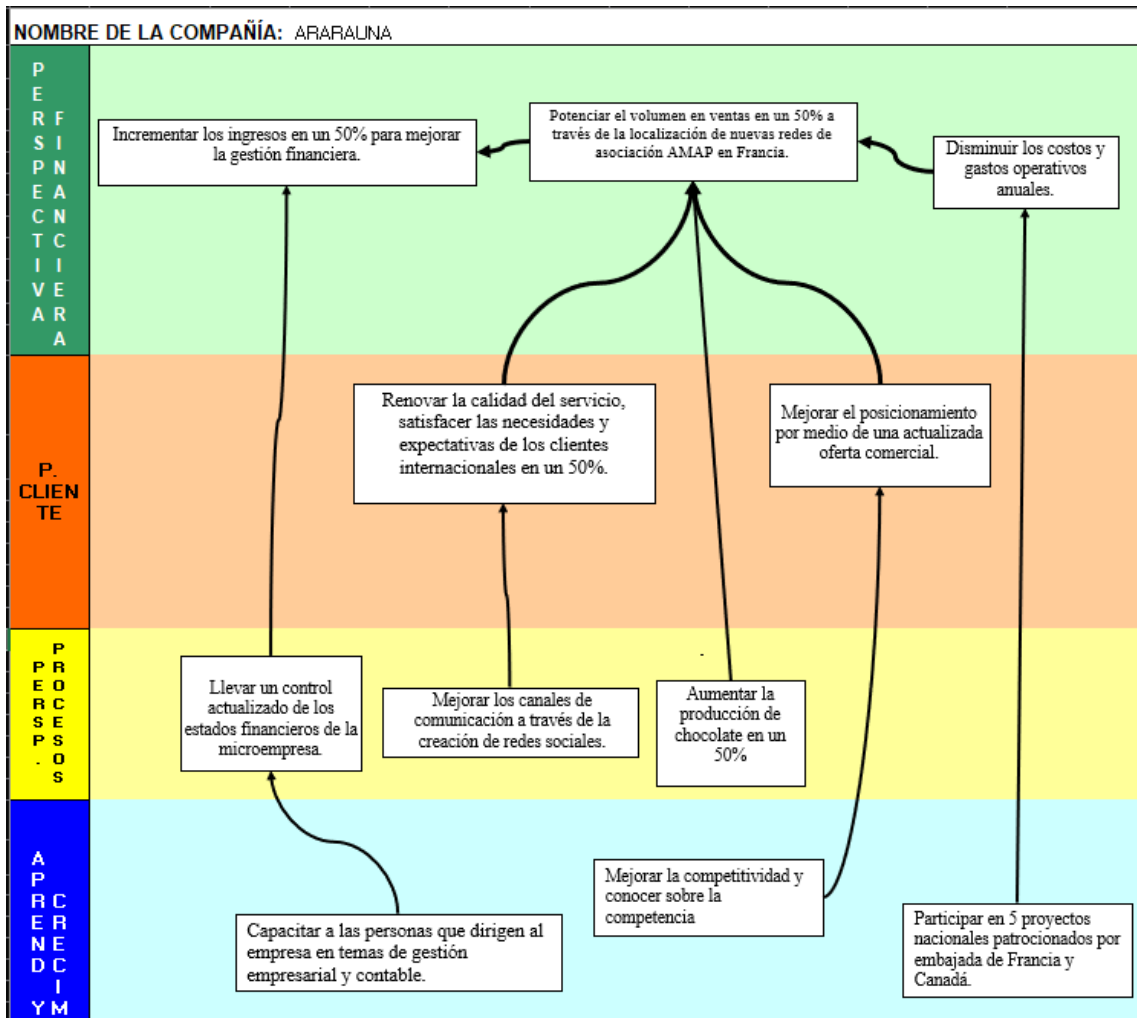 NOMBRE DE LA COMPAÑÍA: ARARAUNA
PERSPECTIVA
FINANCIERA
Incrementar los ingresos en un 50% para mejorar
la gestión financiera.
Potenciar el volumen en ventas en un 50% a
través de la localización de nuevas redes de
asociación AMAP en Francia.
Disminuir los costos y
gastos operativos
anuales.
P.
CLIEN
TE
Renovar la calidad del servicio,
satisfacer las necesidades y
expectativas de los clientes
internacionales en un 50%.
Mejorar el posicionamiento
por medio de una actualizada
oferta comercial.
PERSP.
PROCESOS
Llevar un control
actualizado de los
estados financieros de la
microempresa.
Mejorar los canales de
comunicación a través de la
creación de redes sociales.
Aumentar la
producción de
chocolate en un
50%
APREND Y
CRECIM
Capacitar a las personas que dirigen al
empresa en temas de gestión
empresarial y contable.
Mejorar la competitividad y
conocer sobre la
competencia
Participar en 5 proyectos
nacionales patrocionados por
embajada de Francia y
Canadá.